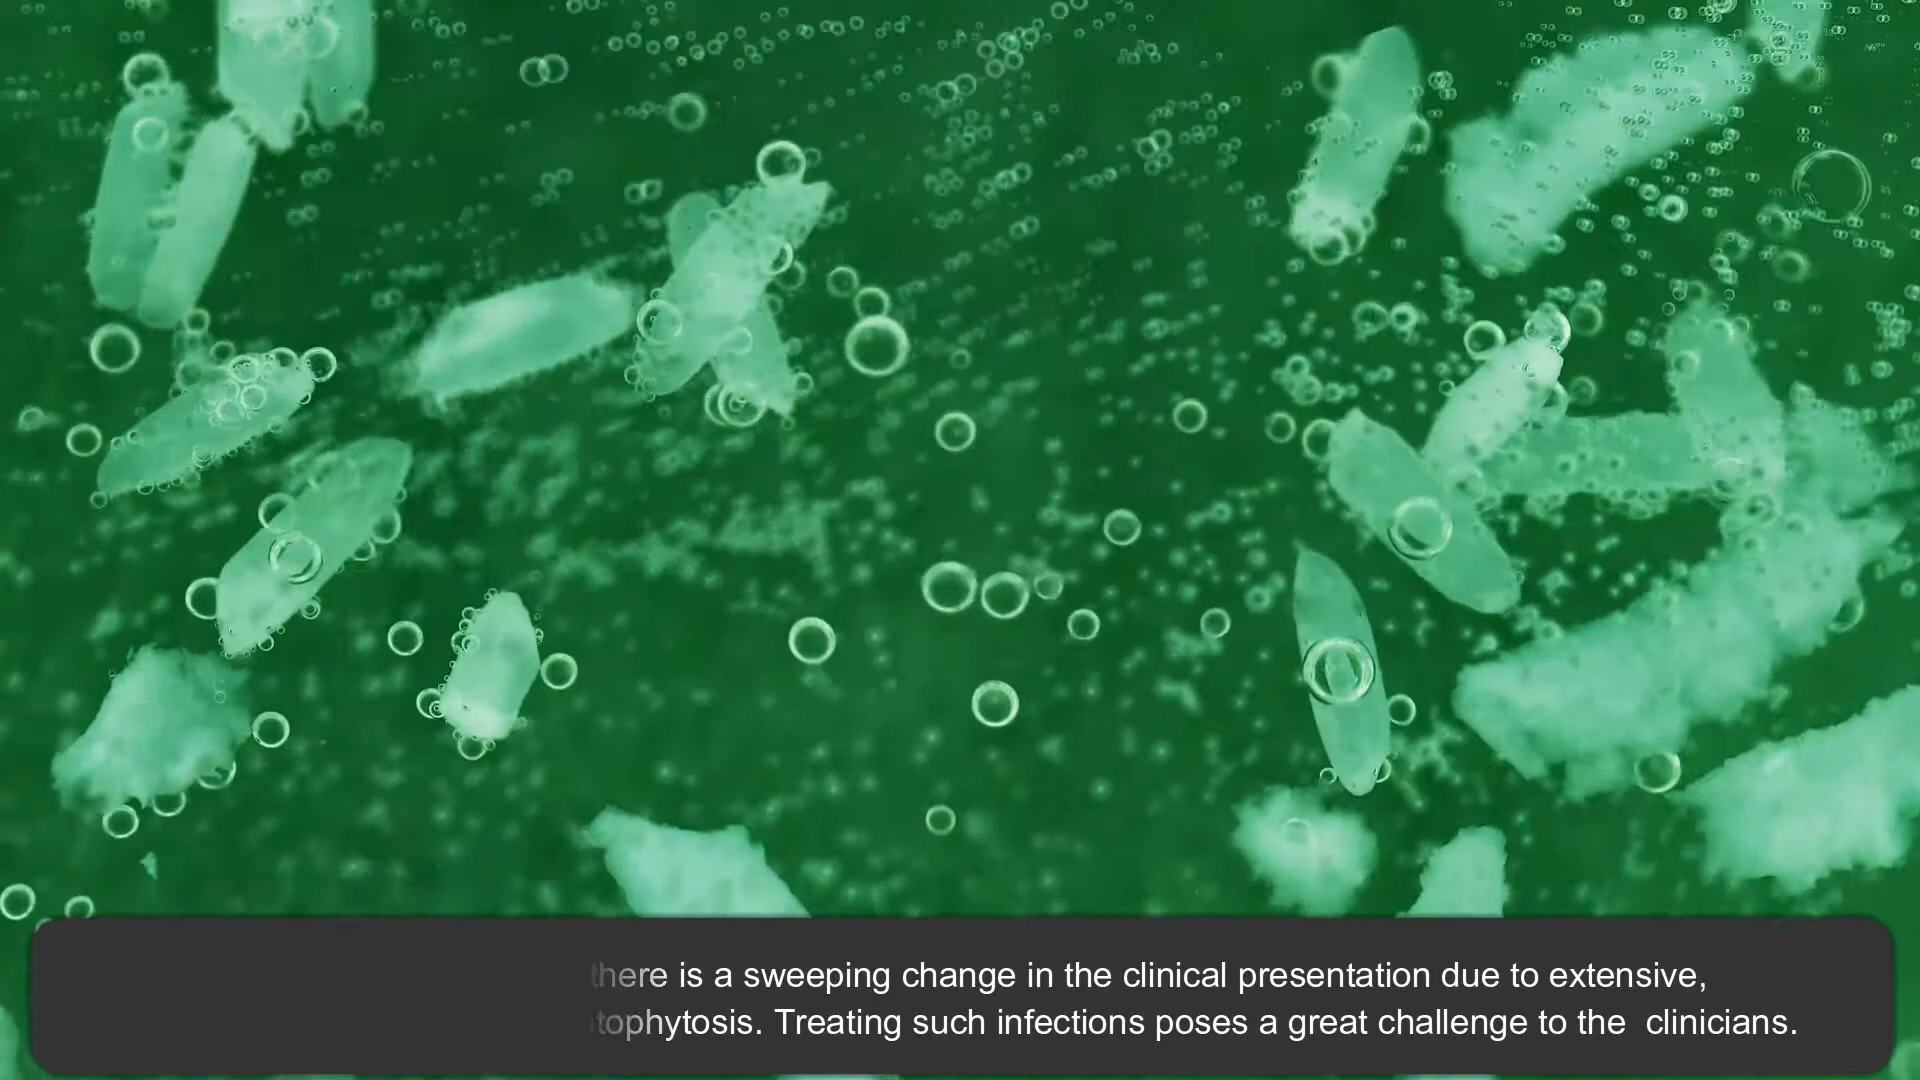 there is a sweeping change in the clinical presentation due to extensive,
tophytosis. Treating such infections poses a great challenge to the  clinicians.